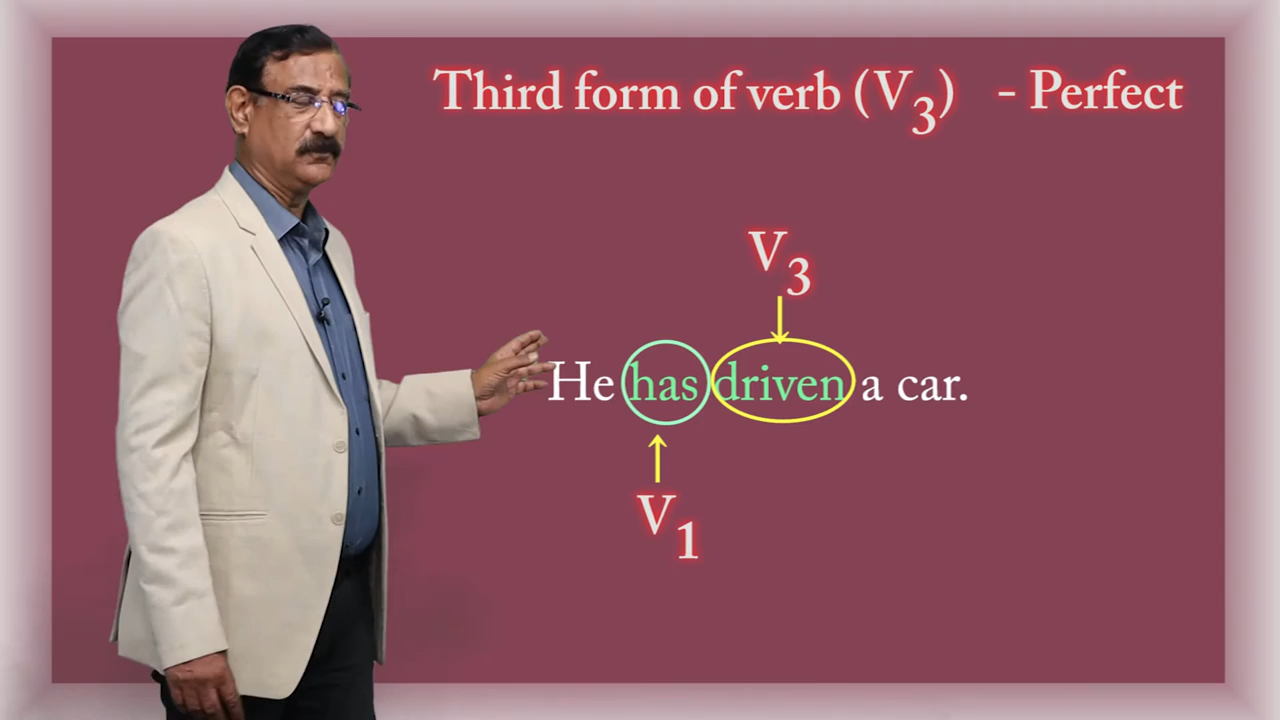 Third form of verb (V₃) - Perfect
V₃
He has driven a car.
V₁